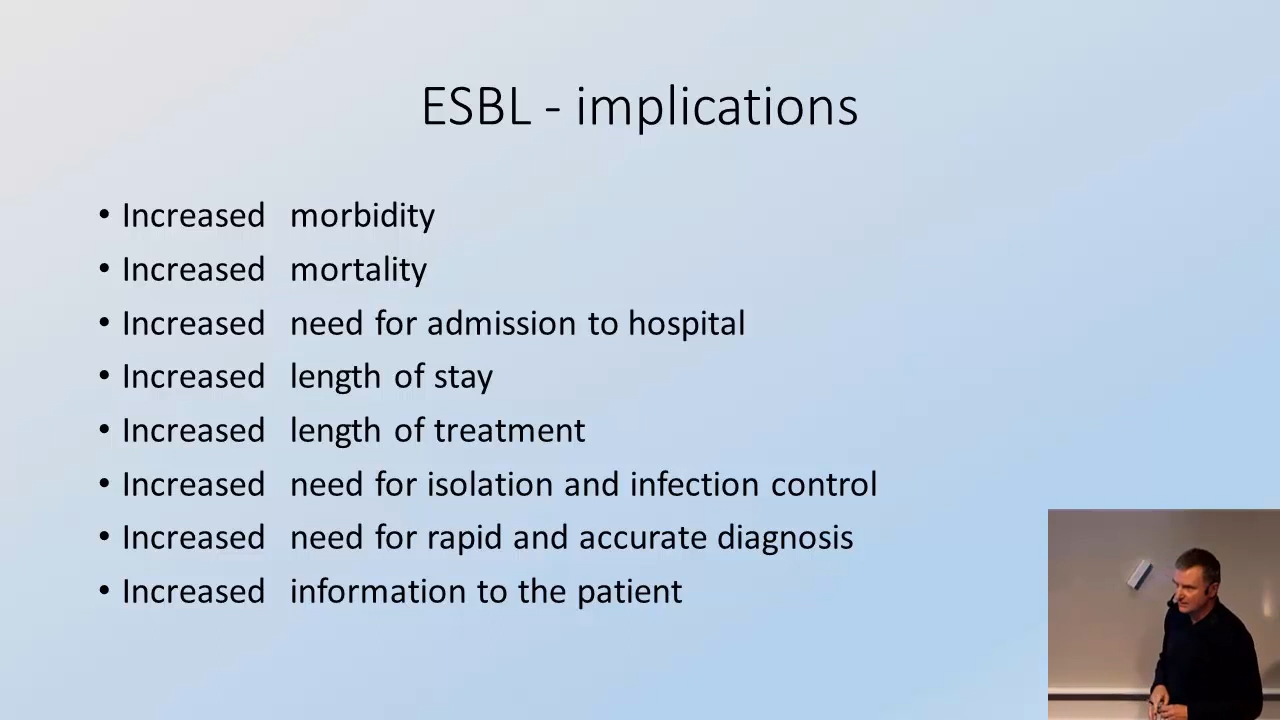 ESBL - implications
• Increased morbidity
• Increased mortality
• Increased need for admission to hospital
• Increased length of stay
• Increased length of treatment
• Increased need for isolation and infection control
• Increased need for rapid and accurate diagnosis
• Increased information to the patient